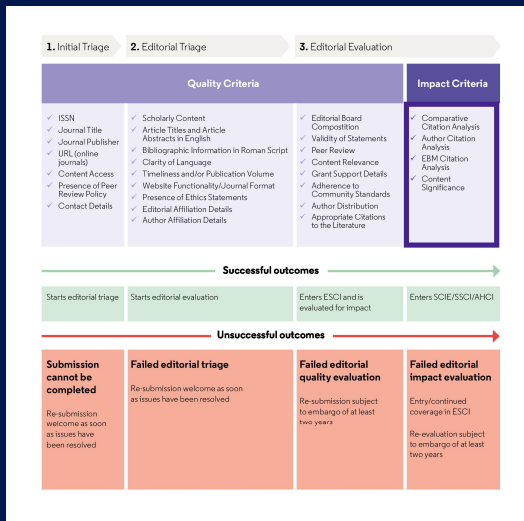 1. Initial Triage
2. Editorial Triage
3. Editorial Evaluation
Quality Criteria
Impact Criteria
✓ ISSN
✓ Journal Title
✓ Journal Publisher
✓ URL (online
journals)
✓ Content Access
✓ Presence of Peer
Review Policy
✓ Contact Details
✓ Scholarly Content
✓ Article Titles and Article
Abstracts in English
✓ Bibliographic Information in Roman Script
✓ Clarity of Language
✓ Timeliness and/or Publication Volume
✓ Website Functionality/Journal Format
✓ Presence of Ethics Statements
✓ Editorial Affiliation Details
✓ Author Affiliation Details
✓ Editorial Board
Compostition
✓ Validity of Statements
✓ Peer Review
✓ Content Relevance
✓ Grant Support Details
✓ Adherence to
Community Standards
✓ Author Distribution
✓ Appropriate Citations
to the Literature
✓ Comparative
Citation Analysis
✓ Author Citation
Analysis
✓ EBM Citation
Analysis
✓ Content
Significance
Successful outcomes
Starts editorial triage
Starts editorial evaluation
Enters ESCI and is
evaluated for impact
Enters SCIE/SSCI/AHCI
Unsuccessful outcomes
Submission
cannot be
completed
Re-submission
welcome as soon
as issues have
been resolved
Failed editorial triage
Re-submission welcome as soon
as issues have been resolved
Failed editorial
quality evaluation
Re-submission subject
to embargo of at least
two years
Failed editorial
impact evaluation
Entry/continued
coverage in ESCI
Re-evaluation subject
to embargo of at least
two years